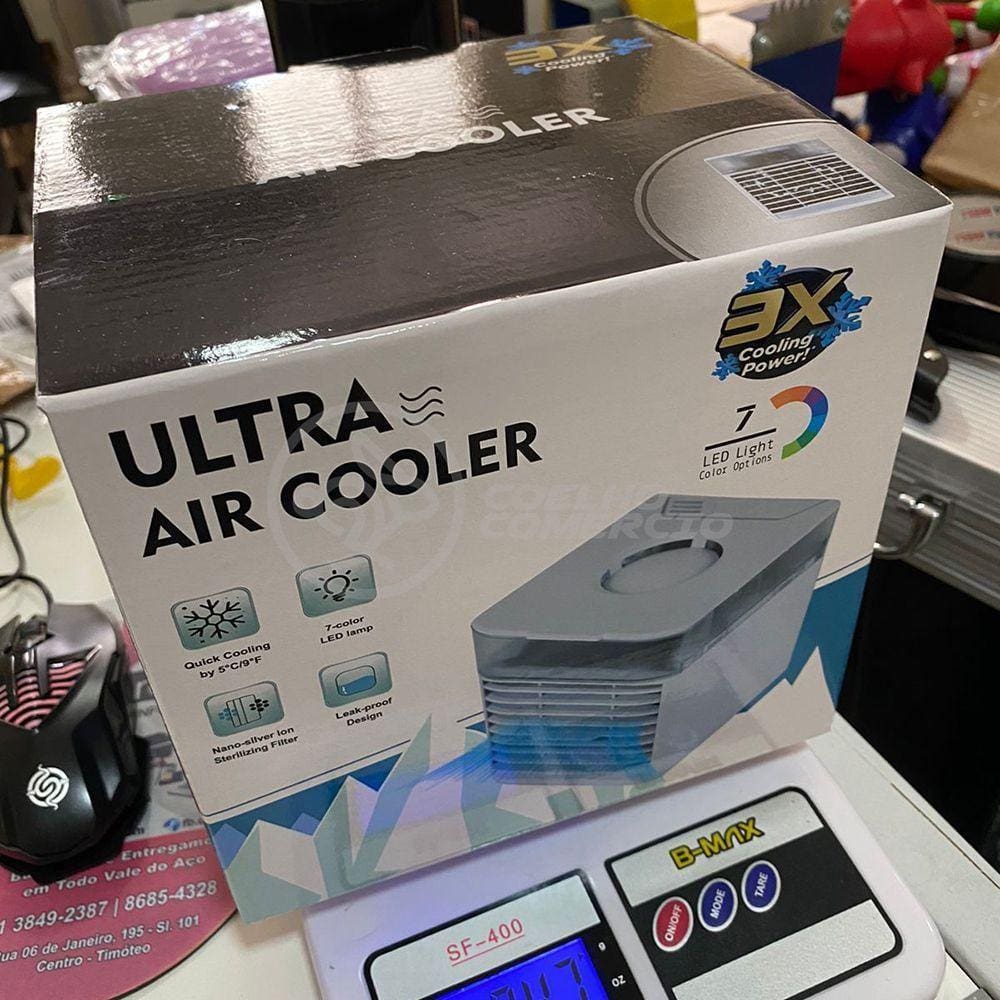 3X
Cooling
Power!
AIR COOLER
3X
Cooling
Power!
7
LED Light
Color Options
ULTRA
AIR COOLER
COELHOE
COMERCIO
Quick Cooling
by 5°C/9°F
7-color
LED lamp
Nano-silver ion
Sterilizing Filter
Leak-proof
Design
B-MAX
ON/OFF
MODE
TARE
SF-400
g
oz
Entregamos
em Todo Vale do Aço
3849-2387 | 8685-4328
Rua 06 de Janeiro, 195 - Sl. 101
Centro - Timóteo